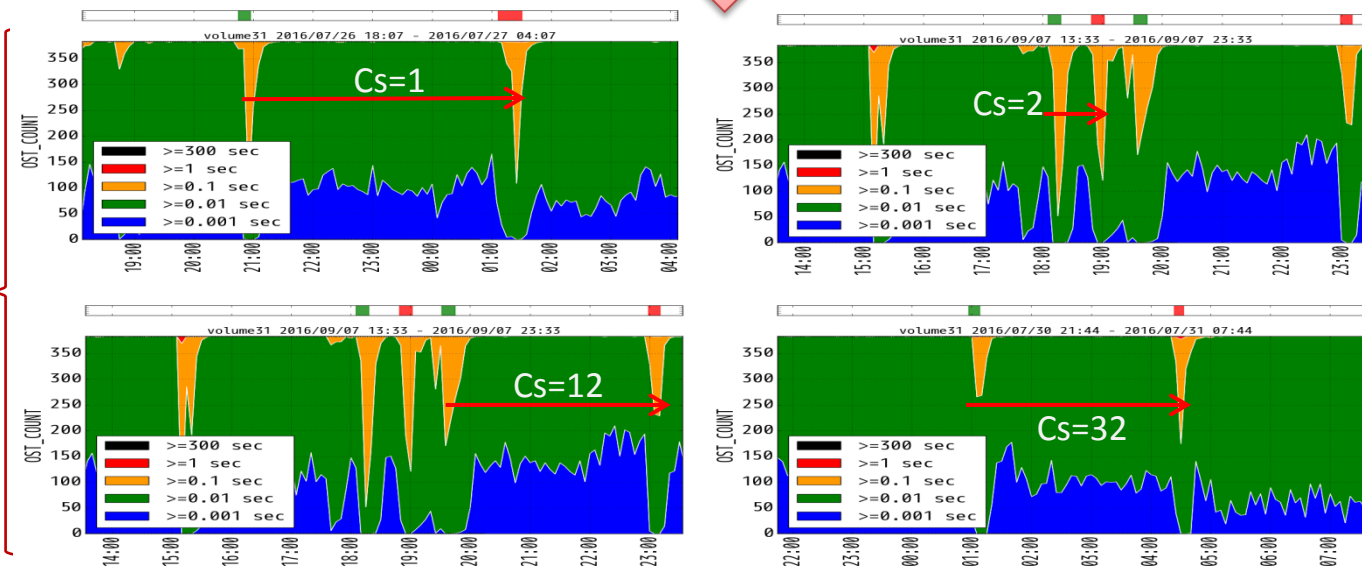 volume31 2016/07/26 18:07 - 2016/07/27 04:07
OST_COUNT
350
300
250
200
150
100
50
0
Cs=1
>=300 sec
>=1 sec
>=0.1 sec
>=0.01 sec
>=0.001 sec
19:00 20:00 21:00 22:00 23:00 00:00 01:00 02:00 03:00 04:00
volume31 2016/09/07 13:33 - 2016/09/07 23:33
OST_COUNT
350
300
250
200
150
100
50
0
Cs=2
>=300 sec
>=1 sec
>=0.1 sec
>=0.01 sec
>=0.001 sec
14:00 15:00 16:00 17:00 18:00 19:00 20:00 21:00 22:00 23:00
volume31 2016/09/07 13:33 - 2016/09/07 23:33
OST_COUNT
350
300
250
200
150
100
50
0
Cs=12
>=300 sec
>=1 sec
>=0.1 sec
>=0.01 sec
>=0.001 sec
14:00 15:00 16:00 17:00 18:00 19:00 20:00 21:00 22:00 23:00
volume31 2016/07/30 21:44 - 2016/07/31 07:44
OST_COUNT
350
300
250
200
150
100
50
0
Cs=32
>=300 sec
>=1 sec
>=0.1 sec
>=0.01 sec
>=0.001 sec
22:00 23:00 00:00 01:00 02:00 03:00 04:00 05:00 06:00 07:00